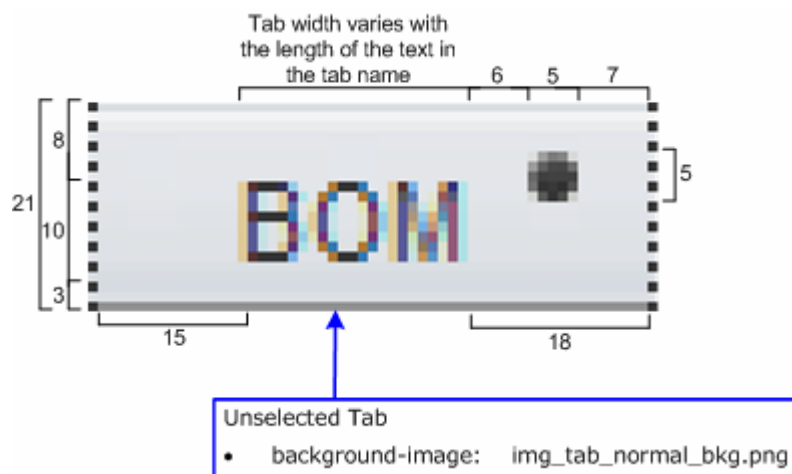 Tab width varies with
the length of the text in
the tab name
6 5 7
8
5
21
BOM
10
3
15
18
Unselected Tab
• background-image: img_tab_normal_bkg.png